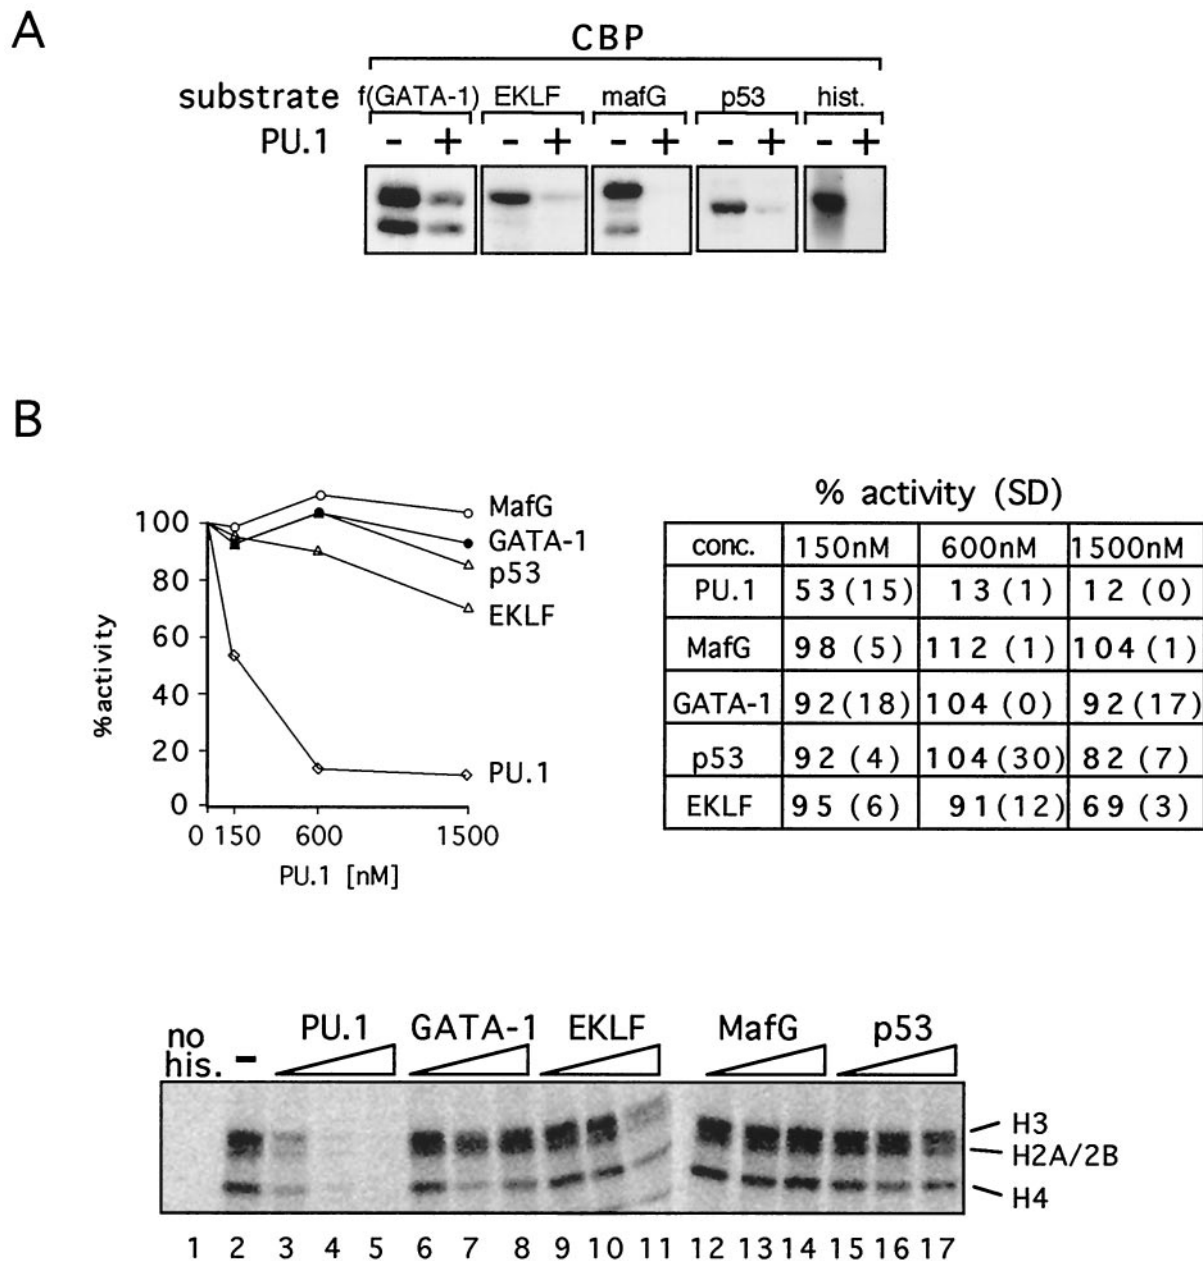 A
CBP
substrate f(GATA-1) EKLF mafG p53 hist.
PU.1 - + - + - + - + - +
B
100
80
60
40
20
0
%activity
0 150 600 1500
PU.1 [nM]
MafG
GATA-1
p53
EKLF
PU.1
% activity (SD)
conc. 150nM 600nM 1500nM
PU.1 53 (15) 13 (1) 12 (0)
MafG 98 (5) 112 (1) 104 (1)
GATA-1 92 (18) 104 (0) 92 (17)
p53 92 (4) 104 (30) 82 (7)
EKLF 95 (6) 91 (12) 69 (3)
no his. - PU.1 GATA-1 EKLF MafG p53
H3
H2A/2B
H4
1 2 3 4 5 6 7 8 9 10 11 12 13 14 15 16 17